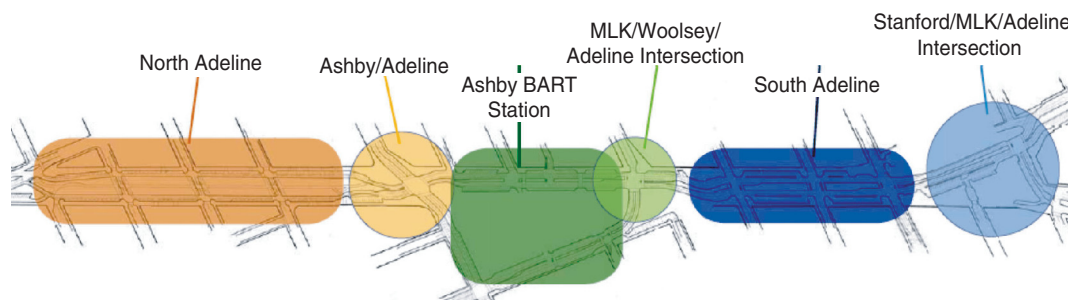 North Adeline
Ashby/Adeline
Ashby BART
Station
MLK/Woolsey/
Adeline Intersection
South Adeline
Stanford/MLK/Adeline
Intersection